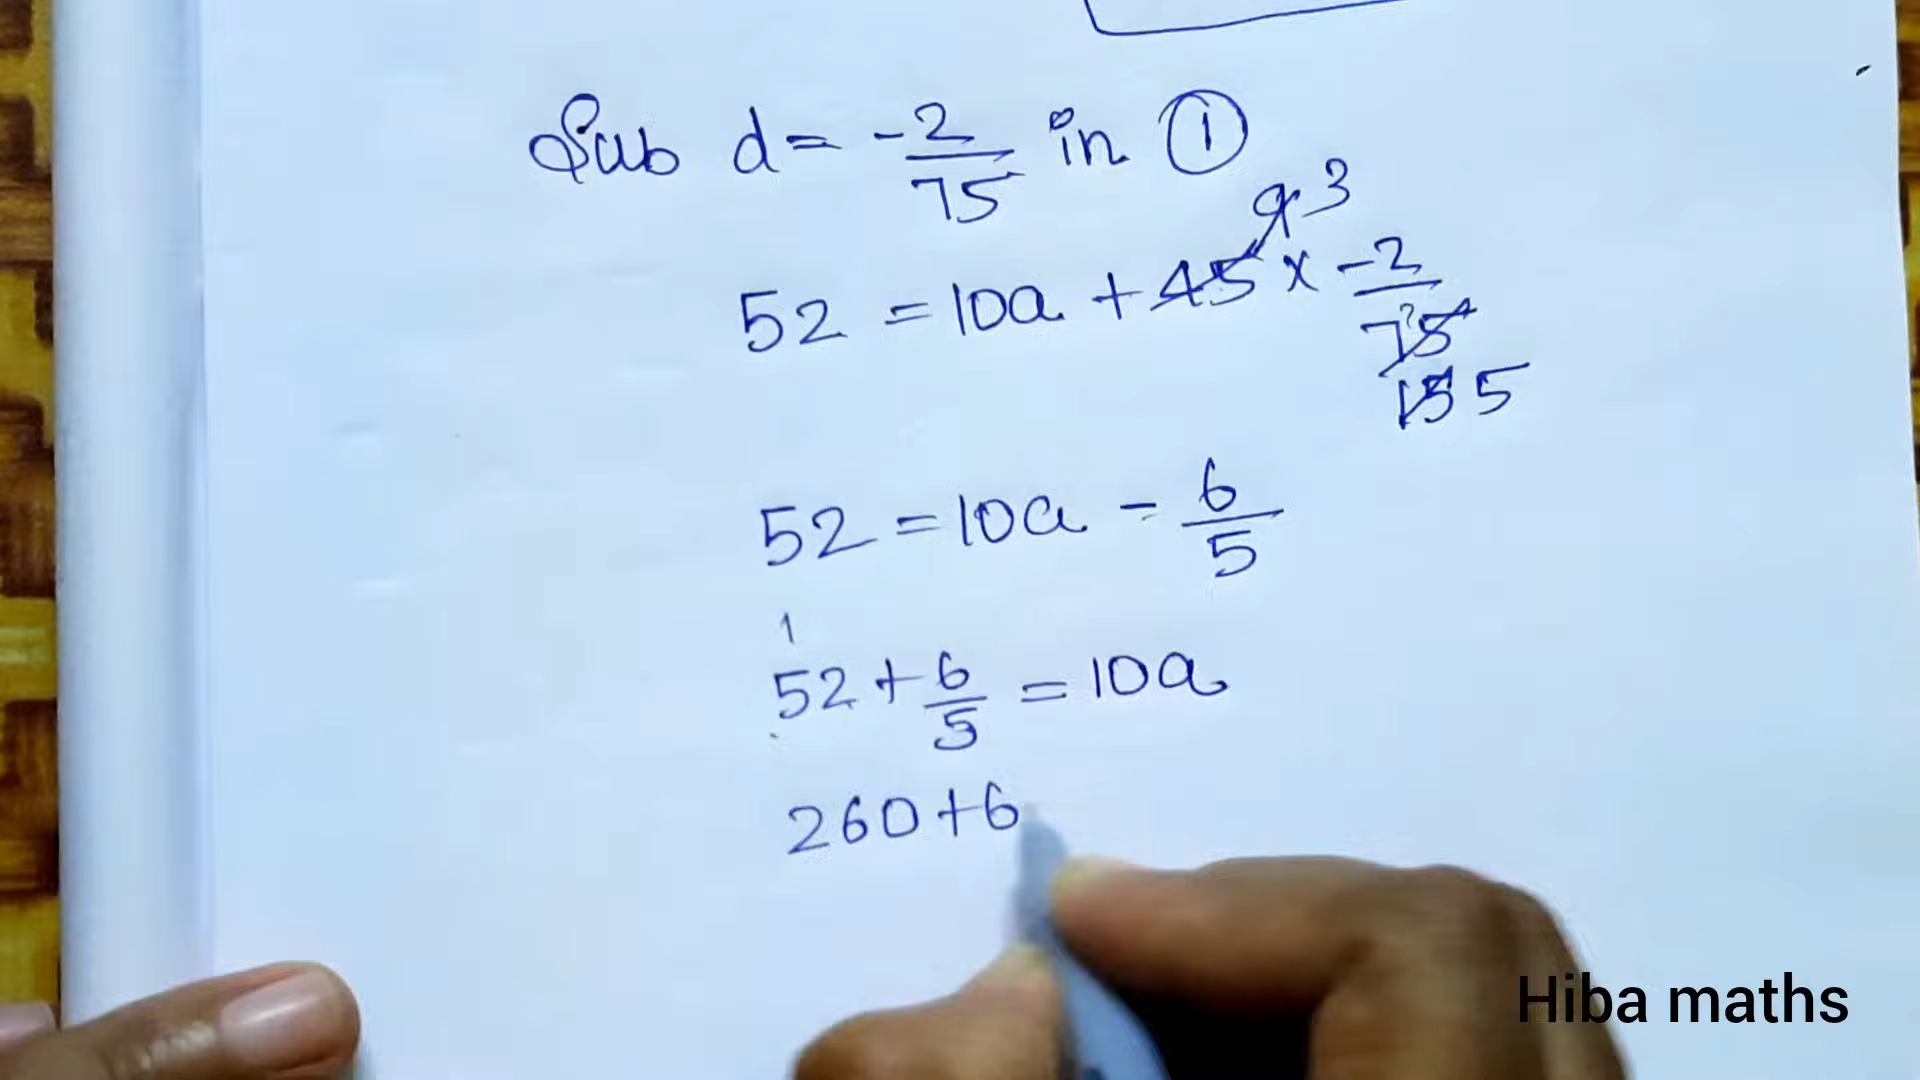 Sub d = -2/75 in ①
52 = 10a + 45 9 3 x -2/75 15 5
52 = 10a - 6/5
1
52 + 6/5 = 10a
260 + 6
Hiba maths